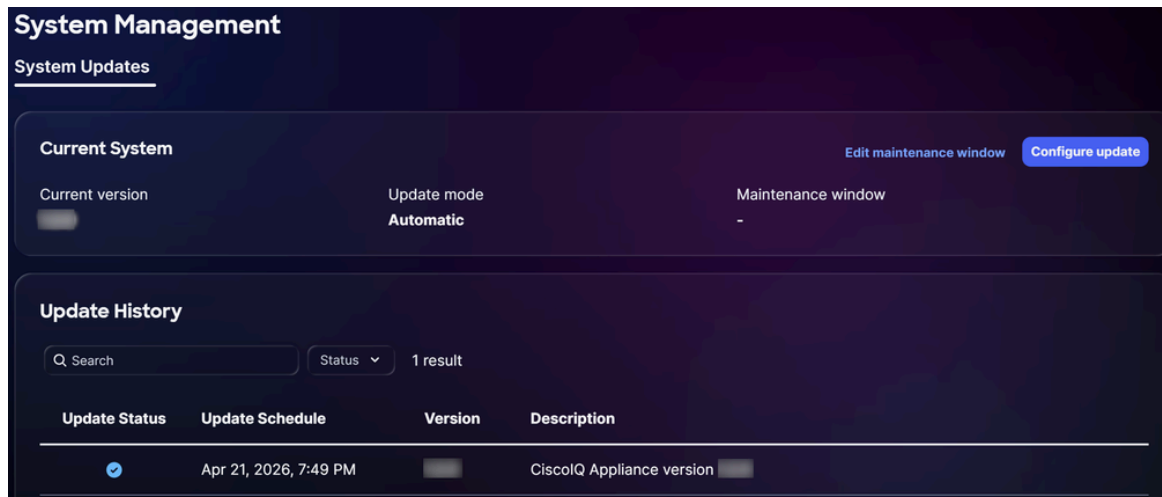 System Management
System Updates
Current System
Edit maintenance window
Configure update
Current version
Update mode
Maintenance window
Automatic
-
Update History
Search
Status
1 result
Update Status
Update Schedule
Version
Description
Apr 21, 2026, 7:49 PM
CiscoIQ Appliance version